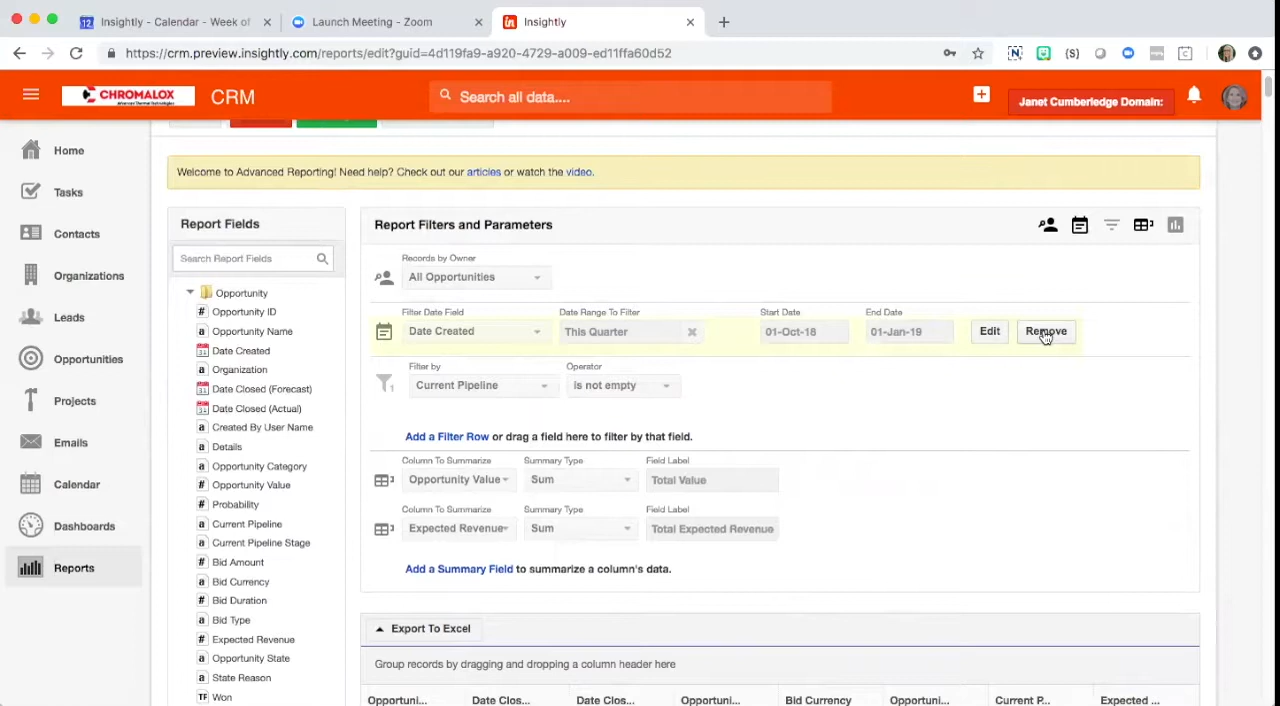 12 Insightly - Calendar - Week of
Launch Meeting - Zoom
in Insightly
https://crm.preview.insightly.com/reports/edit?guid=4d119fa9-a920-4729-a009-ed11ffa60d52
CHROMALOX
Advanced Thermal Technologies
CRM
Search all data....
Janet Cumberledge Domain:
Home
Tasks
Contacts
Organizations
Leads
Opportunities
Projects
Emails
Calendar
Dashboards
Reports
Welcome to Advanced Reporting! Need help? Check out our articles or watch the video.
Report Fields
Search Report Fields
Opportunity
# Opportunity ID
a Opportunity Name
Date Created
a Organization
Date Closed (Forecast)
Date Closed (Actual)
a Created By User Name
a Details
a Opportunity Category
# Opportunity Value
# Probability
a Current Pipeline
a Current Pipeline Stage
# Bid Amount
a Bid Currency
# Bid Duration
a Bid Type
# Expected Revenue
a Opportunity State
a State Reason
TF Won
Report Filters and Parameters
Records by Owner
All Opportunities
Filter Date Field Date Range To Filter Start Date End Date
Date Created This Quarter 01-Oct-18 01-Jan-19 Edit Remove
Filter by Operator
1 Current Pipeline is not empty
Add a Filter Row or drag a field here to filter by that field.
Column To Summarize Summary Type Field Label
Opportunity Value Sum Total Value
Column To Summarize Summary Type Field Label
Expected Revenue Sum Total Expected Revenue
Add a Summary Field to summarize a column's data.
Export To Excel
Group records by dragging and dropping a column header here
Opportuni... Date Clos... Date Clos... Opportuni... Bid Currency Opportuni... Current P... Expected ...